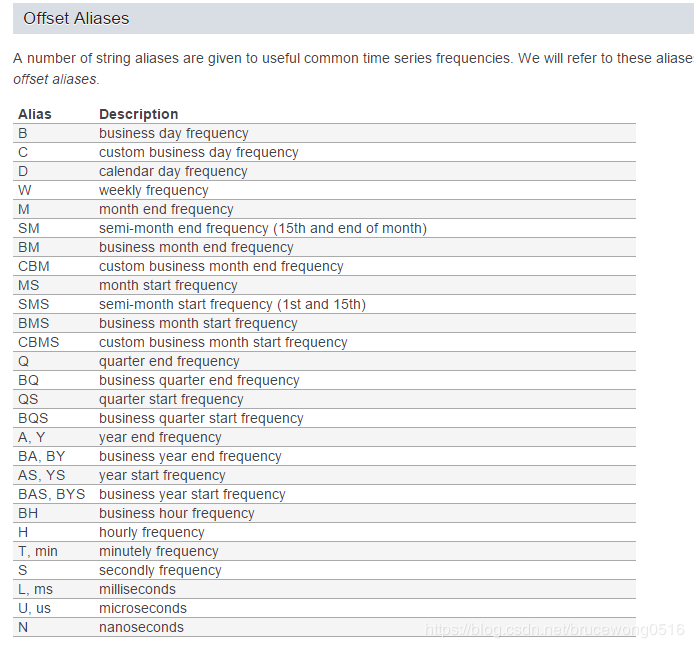 Offset Aliases
A number of string aliases are given to useful common time series frequencies. We will refer to these aliase
offset aliases.
Alias Description
B business day frequency
C custom business day frequency
D calendar day frequency
W weekly frequency
M month end frequency
SM semi-month end frequency (15th and end of month)
BM business month end frequency
CBM custom business month end frequency
MS month start frequency
SMS semi-month start frequency (1st and 15th)
BMS business month start frequency
CBMS custom business month start frequency
Q quarter end frequency
BQ business quarter end frequency
QS quarter start frequency
BQS business quarter start frequency
A, Y year end frequency
BA, BY business year end frequency
AS, YS year start frequency
BAS, BYS business year start frequency
BH business hour frequency
H hourly frequency
T, min minutely frequency
S secondly frequency
L, ms milliseconds
U, us microseconds
N nanoseconds
https://blog.csdn.net/brucewong0516